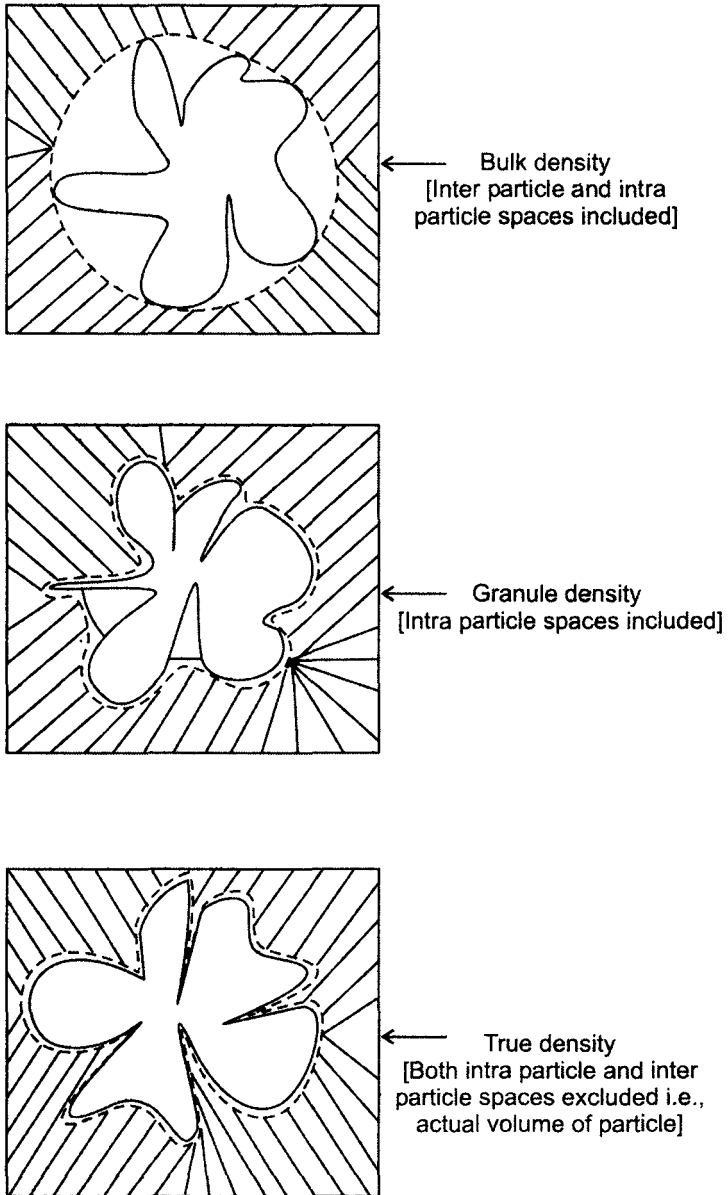 Bulk density
[Inter particle and intra
particle spaces included]
Granule density
[Intra particle spaces included]
True density
[Both intra particle and inter
particle spaces excluded i.e.,
actual volume of particle]